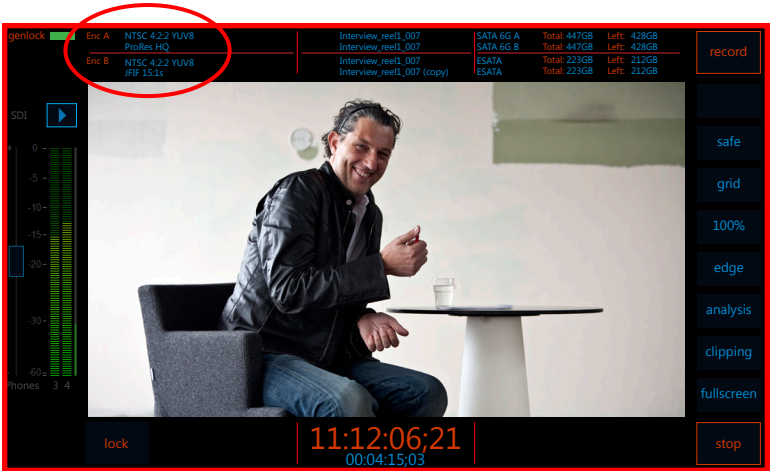 genlock
Enc A NTSC 4:2:2 YUV8 Interview_reel1_007 SATA 6G A Total: 447GB Left: 428GB
ProRes HQ Interview_reel1_007 SATA 6G B Total: 447GB Left: 428GB
Enc B NTSC 4:2:2 YUV8 Interview_reel1_007 ESATA Total: 223GB Left: 212GB
JFIF 15:1s Interview_reel1_007 (copy) ESATA Total: 223GB Left: 212GB
record
SDI
safe
0 -
-5 -
grid
-10-
100%
-15-
-20-
edge
analysis
-30-
clipping
-60-
Phones 3 4
fullscreen
lock
11:12:06;21
00:04:15;03
stop